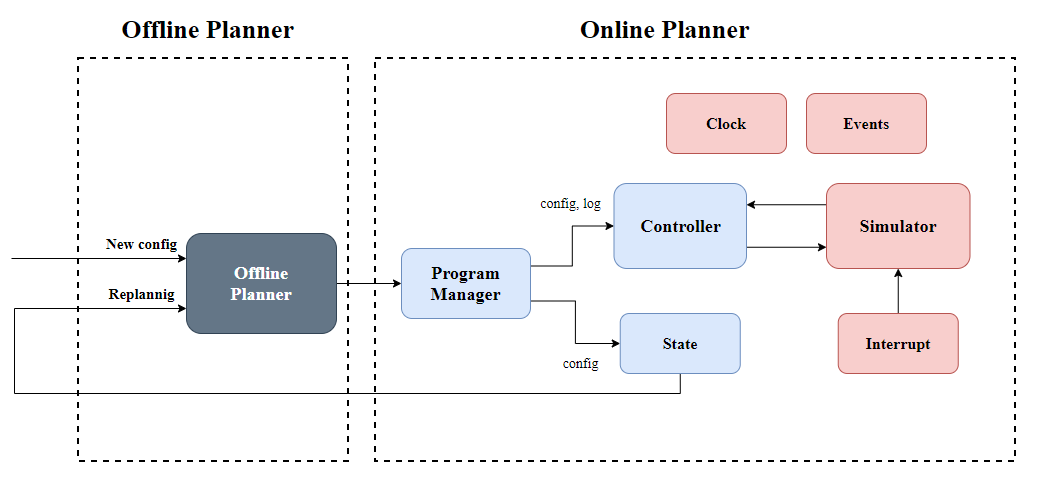 Offline Planner
Online Planner
Clock
Events
config, log
Controller
Simulator
New config
Offline
Planner
Program
Manager
Replannig
State
Interrupt
config